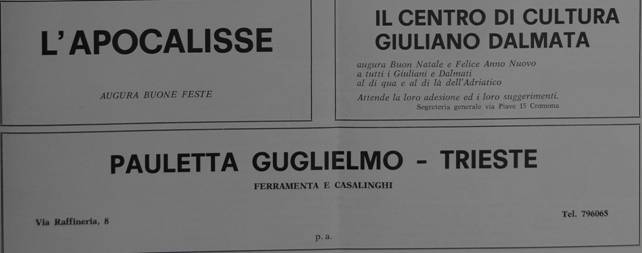 L'APOCALISSE
AUGURA BUONE FESTE
IL CENTRO DI CULTURA
GIULIANO DALMATA
augura Buon Natale e Felice Anno Nuovo
a tutti i Giuliani e Dalmati
al di qua e al di là dell'Adriatico
Attende la loro adesione ed i loro suggerimenti.
Segreteria generale via Piave 15 Cremona
PAULETTA GUGLIELMO - TRIESTE
FERRAMENTA E CASALINGHI
Via Raffineria, 8
Tel. 796065
p. a.